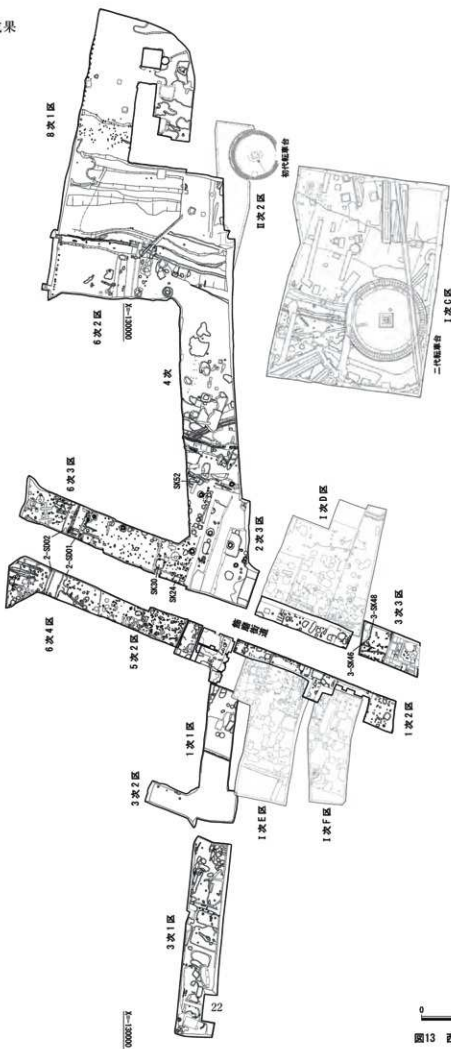 成果
8次1区
初代転車台
Ⅱ次2区
6次2区
X=-130000
4次
二代転車台
Ⅰ次C区
SK52
6次3区
2-SD02
2-SD01
SK30
SK24
2次3区
Ⅰ次D区
6次4区
5次2区
3-SK48
3-SK46
3次3区
1次1区
1次2区
3次2区
Ⅰ次E区
Ⅰ次F区
3次1区
X=-130000
22
0
図13